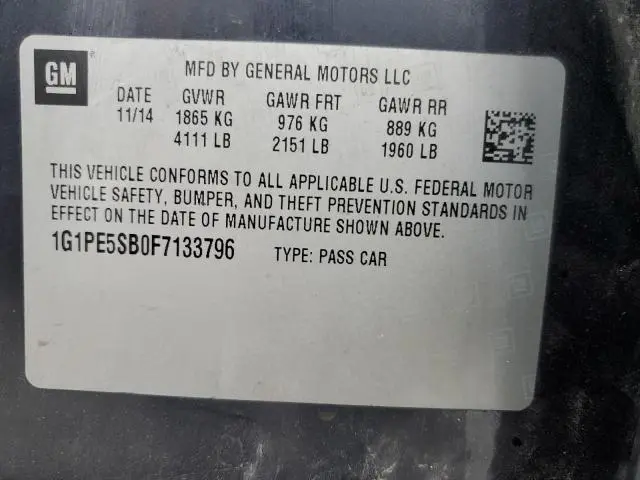 GM
MFD BY GENERAL MOTORS LLC
DATE GVWR GAWR FRT GAWR RR
11/14 1865 KG 976 KG 889 KG
4111 LB 2151 LB 1960 LB
THIS VEHICLE CONFORMS TO ALL APPLICABLE U.S. FEDERAL MOTOR
VEHICLE SAFETY, BUMPER, AND THEFT PREVENTION STANDARDS IN
EFFECT ON THE DATE OF MANUFACTURE SHOWN ABOVE.
1G1PE5SB0F7133796 TYPE: PASS CAR